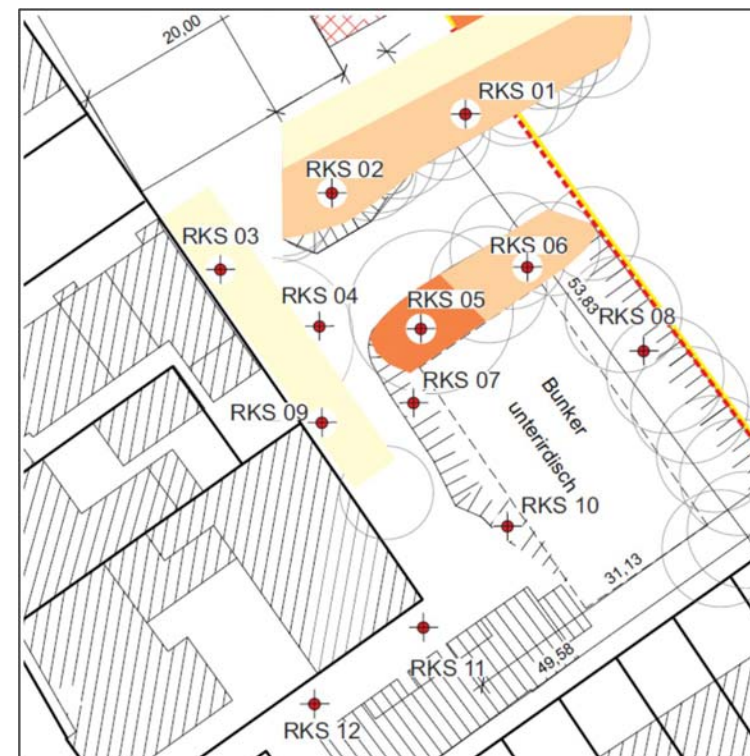 20,00
RKS 01
RKS 02
RKS 03
RKS 06
53,83
RKS 04
RKS 05
RKS 08
RKS 07
Bunker
unterirdisch
RKS 09
RKS 10
31,13
49,58
RKS 11
RKS 12